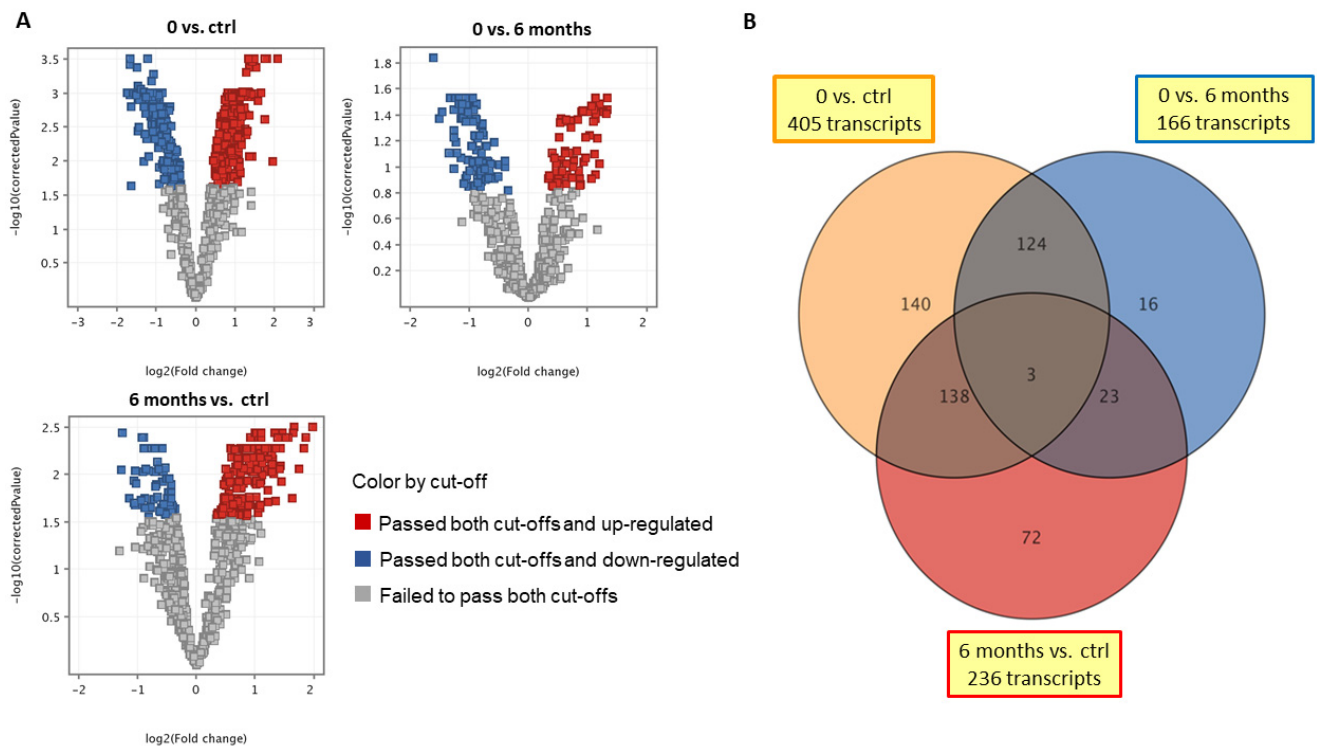 A
0 vs. ctrl
3.5
3
2.5
2
1.5
1
0.5
-log10(correctedPvalue)
−3 −2 −1 0 1 2 3
log2(Fold change)
0 vs. 6 months
1.8
1.6
1.4
1.2
1.0
0.8
0.6
0.4
0.2
-log10(correctedPvalue)
−2 −1 0 1 2
log2(Fold change)
6 months vs. ctrl
2.5
2
1.5
1
0.5
-log10(correctedPvalue)
−2 −1 0 1 2
log2(Fold change)
Color by cut-off
Passed both cut-offs and up-regulated
Passed both cut-offs and down-regulated
Failed to pass both cut-offs
B
0 vs. ctrl
405 transcripts
0 vs. 6 months
166 transcripts
124
140
16
3
138
23
72
6 months vs. ctrl
236 transcripts